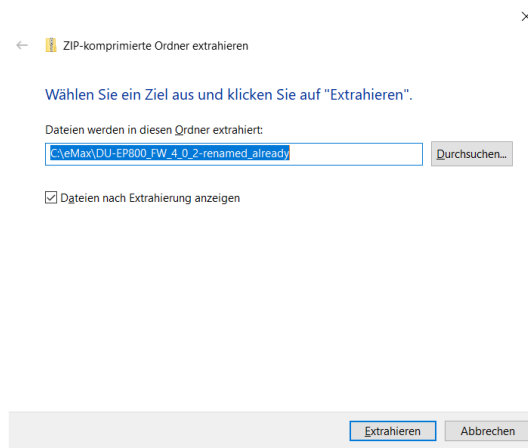 ZIP-komprimierte Ordner extrahieren
Wählen Sie ein Ziel aus und klicken Sie auf "Extrahieren".
Dateien werden in diesen Ordner extrahiert:
C:\eMax\DU-EP800_FW_4_0_2-renamed_already
Durchsuchen...
Dateien nach Extrahierung anzeigen
Extrahieren Abbrechen